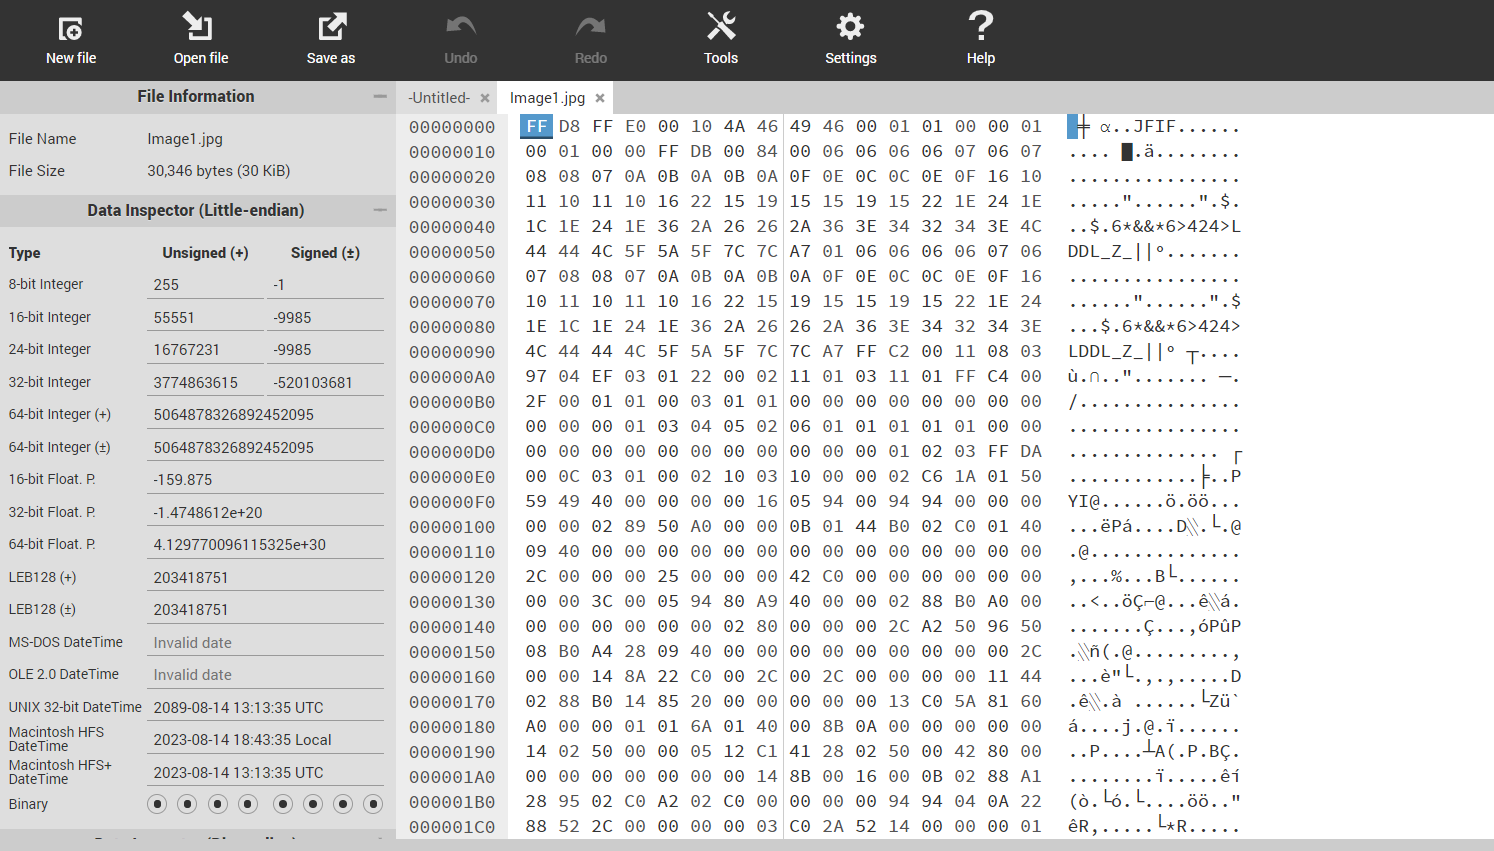 New file Open file Save as Undo Redo Tools Settings Help
File Information
File Name Image1.jpg
File Size 30,346 bytes (30 KiB)
Data Inspector (Little-endian)
Type Unsigned (+) Signed (±)
8-bit Integer 255 -1
16-bit Integer 55551 -9985
24-bit Integer 16767231 -9985
32-bit Integer 3774863615 -520103681
64-bit Integer (+) 5064878326892452095
64-bit Integer (±) 5064878326892452095
16-bit Float. P. -159.875
32-bit Float. P. -1.4748612e+20
64-bit Float. P. 4.129770096115325e+30
LEB128 (+) 203418751
LEB128 (±) 203418751
MS-DOS DateTime Invalid date
OLE 2.0 DateTime Invalid date
UNIX 32-bit DateTime 2089-08-14 13:13:35 UTC
Macintosh HFS DateTime 2023-08-14 18:43:35 Local
Macintosh HFS+ DateTime 2023-08-14 13:13:35 UTC
Binary
-Untitled- × Image1.jpg ×
00000000 FF D8 FF E0 00 10 4A 46 49 46 00 01 01 00 00 01 ╪ α..JFIF......
00000010 00 01 00 00 FF DB 00 84 00 06 06 06 06 07 06 07 .... █.ä........
00000020 08 08 07 0A 0B 0A 0B 0A 0F 0E 0C 0C 0E 0F 16 10 ................
00000030 11 10 11 10 16 22 15 19 15 15 19 15 22 1E 24 1E .....".....​.".$.
00000040 1C 1E 24 1E 36 2A 26 26 2A 36 3E 34 32 34 3E 4C ..$.6*&&*6>424>L
00000050 44 44 4C 5F 5A 5F 7C 7C A7 01 06 06 06 06 07 06 DDL_Z_||º.......
00000060 07 08 08 07 0A 0B 0A 0B 0A 0F 0E 0C 0C 0E 0F 16 ................
00000070 10 11 10 11 10 16 22 15 19 15 15 19 15 22 1E 24 ......"......".$
00000080 1E 1C 1E 24 1E 36 2A 26 26 2A 36 3E 34 32 34 3E ...$.6*&&*6>424>
00000090 4C 44 44 4C 5F 5A 5F 7C 7C A7 FF C2 00 11 08 03 LDDL_Z_||º ┬....
000000A0 97 04 EF 03 01 22 00 02 11 01 03 11 01 FF C4 00 ù.∩.."....... ─.
000000B0 2F 00 01 01 00 03 01 01 00 00 00 00 00 00 00 00 /...............
000000C0 00 00 00 01 03 04 05 02 06 01 01 01 01 01 00 00 ................
000000D0 00 00 00 00 00 00 00 00 00 00 01 02 03 FF DA .............. ┌
000000E0 00 0C 03 01 00 02 10 03 10 00 00 02 C6 1A 01 50 ............╞..P
000000F0 59 49 40 00 00 00 00 16 05 94 00 94 94 00 00 00 YI@......ö.öö...
00000100 00 00 02 89 50 A0 00 00 0B 01 44 B0 02 C0 01 40 ...ëPá....D░.└.@
00000110 09 40 00 00 00 00 00 00 00 00 00 00 00 00 00 00 .@..............
00000120 2C 00 00 00 25 00 00 00 42 C0 00 00 00 00 00 00 ,...%...B└......
00000130 00 00 3C 00 05 94 80 A9 40 00 00 02 88 B0 A0 00 ..<..öÇ⌐@...ê░á.
00000140 00 00 00 00 00 00 02 80 00 00 00 2C A2 50 96 50 .......Ç...,óPûP
00000150 08 B0 A4 28 09 40 00 00 00 00 00 00 00 00 00 2C .░ñ(.@.........,
00000160 00 00 14 8A 22 C0 00 2C 00 2C 00 00 00 00 11 44 ...è"└.,.,.....D
00000170 02 88 B0 14 85 20 00 00 00 00 00 13 C0 5A 81 60 .ê░.à ......└Zü`
00000180 A0 00 00 01 01 6A 01 40 00 8B 0A 00 00 00 00 00 á....j.@.ï......
00000190 14 02 50 00 00 05 12 C1 41 28 02 50 00 42 80 00 ..P....┴A(.P.BÇ.
000001A0 00 00 00 00 00 00 00 14 8B 00 16 00 0B 02 88 A1 ........ï.....êí
000001B0 28 95 02 C0 A2 02 C0 00 00 00 00 94 94 04 0A 22 (ò.└ó.└....öö.."
000001C0 88 52 2C 00 00 00 00 03 C0 2A 52 14 00 00 00 01 êR,.....└*R.....